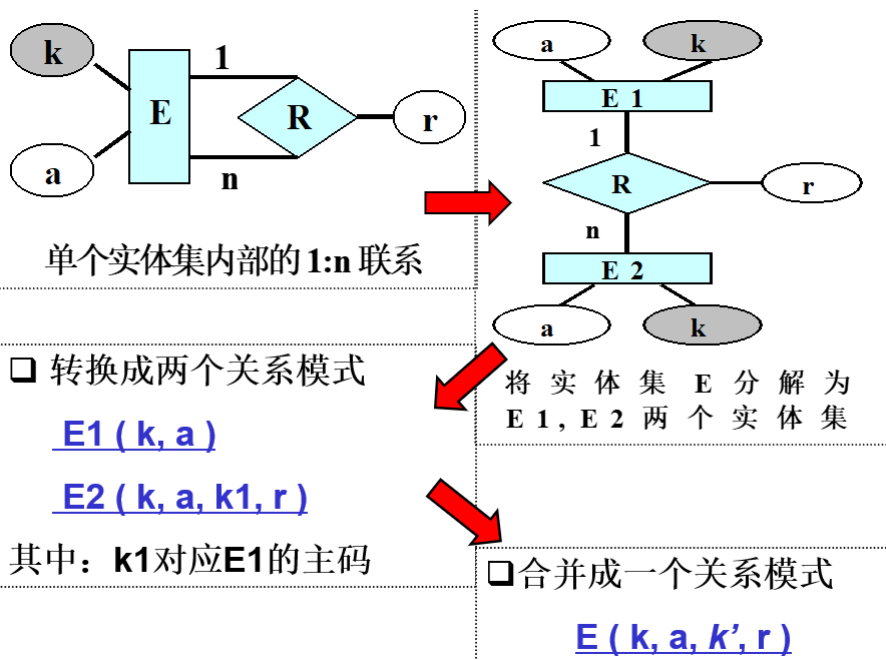 k
1
E
R
r
a
n
单个实体集内部的 1:n 联系
a
k
E 1
1
R
r
n
E 2
a
k
将 实 体 集 E 分 解 为
E 1 , E 2 两 个 实 体 集
❑ 转换成两个关系模式
E1 ( k, a )
E2 ( k, a, k1, r )
其中：k1对应E1的主码
❑合并成一个关系模式
E ( k, a, k’, r )